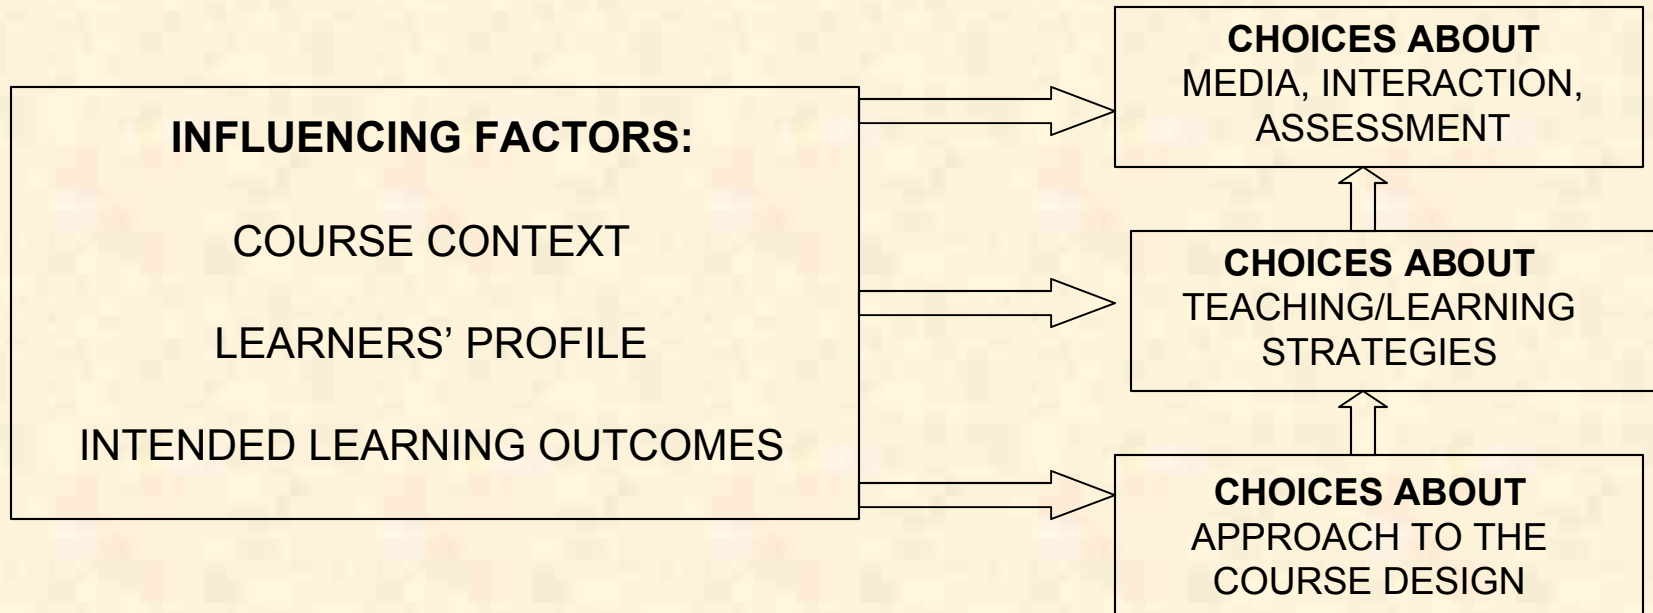 INFLUENCING FACTORS:
COURSE CONTEXT
LEARNERS’ PROFILE
INTENDED LEARNING OUTCOMES
CHOICES ABOUT
MEDIA, INTERACTION,
ASSESSMENT
CHOICES ABOUT
TEACHING/LEARNING
STRATEGIES
CHOICES ABOUT
APPROACH TO THE
COURSE DESIGN